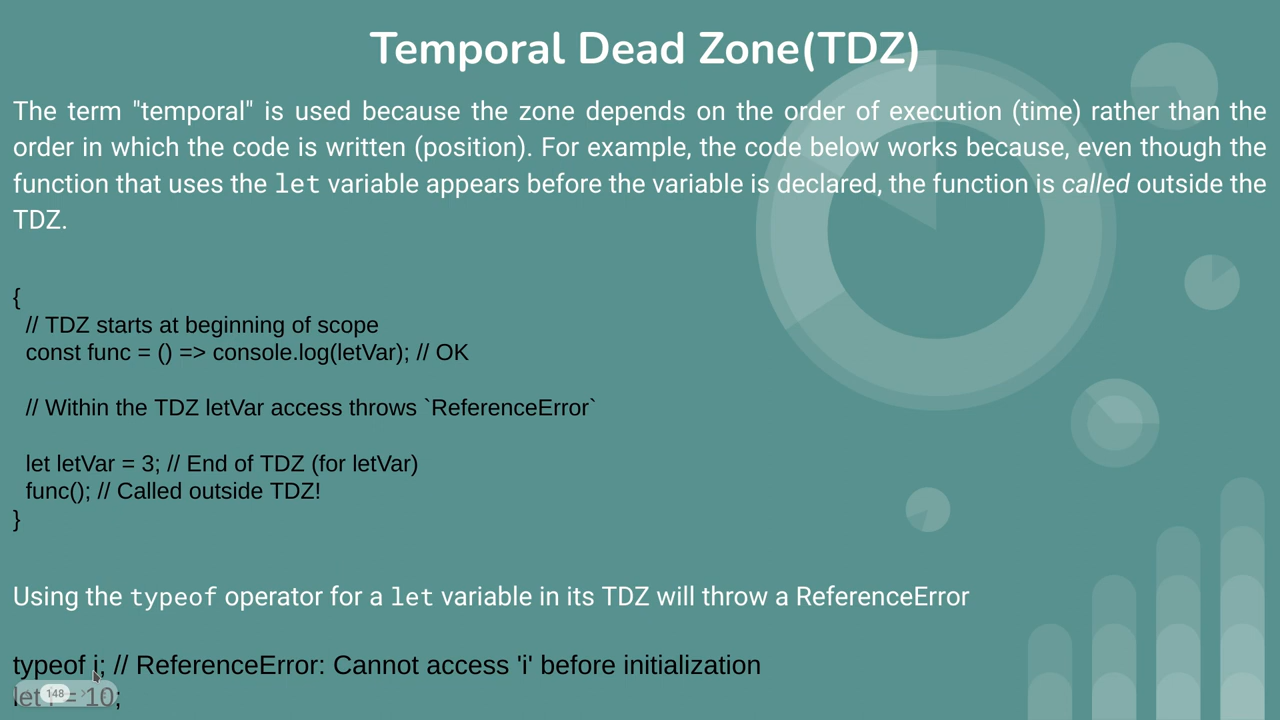 Temporal Dead Zone(TDZ)
The term "temporal" is used because the zone depends on the order of execution (time) rather than the
order in which the code is written (position). For example, the code below works because, even though the
function that uses the let variable appears before the variable is declared, the function is called outside the
TDZ.
{
// TDZ starts at beginning of scope
const func = () => console.log(letVar); // OK
// Within the TDZ letVar access throws `ReferenceError`
let letVar = 3; // End of TDZ (for letVar)
func(); // Called outside TDZ!
}
Using the typeof operator for a let variable in its TDZ will throw a ReferenceError
typeof i; // ReferenceError: Cannot access 'i' before initialization
let i = 10;
148